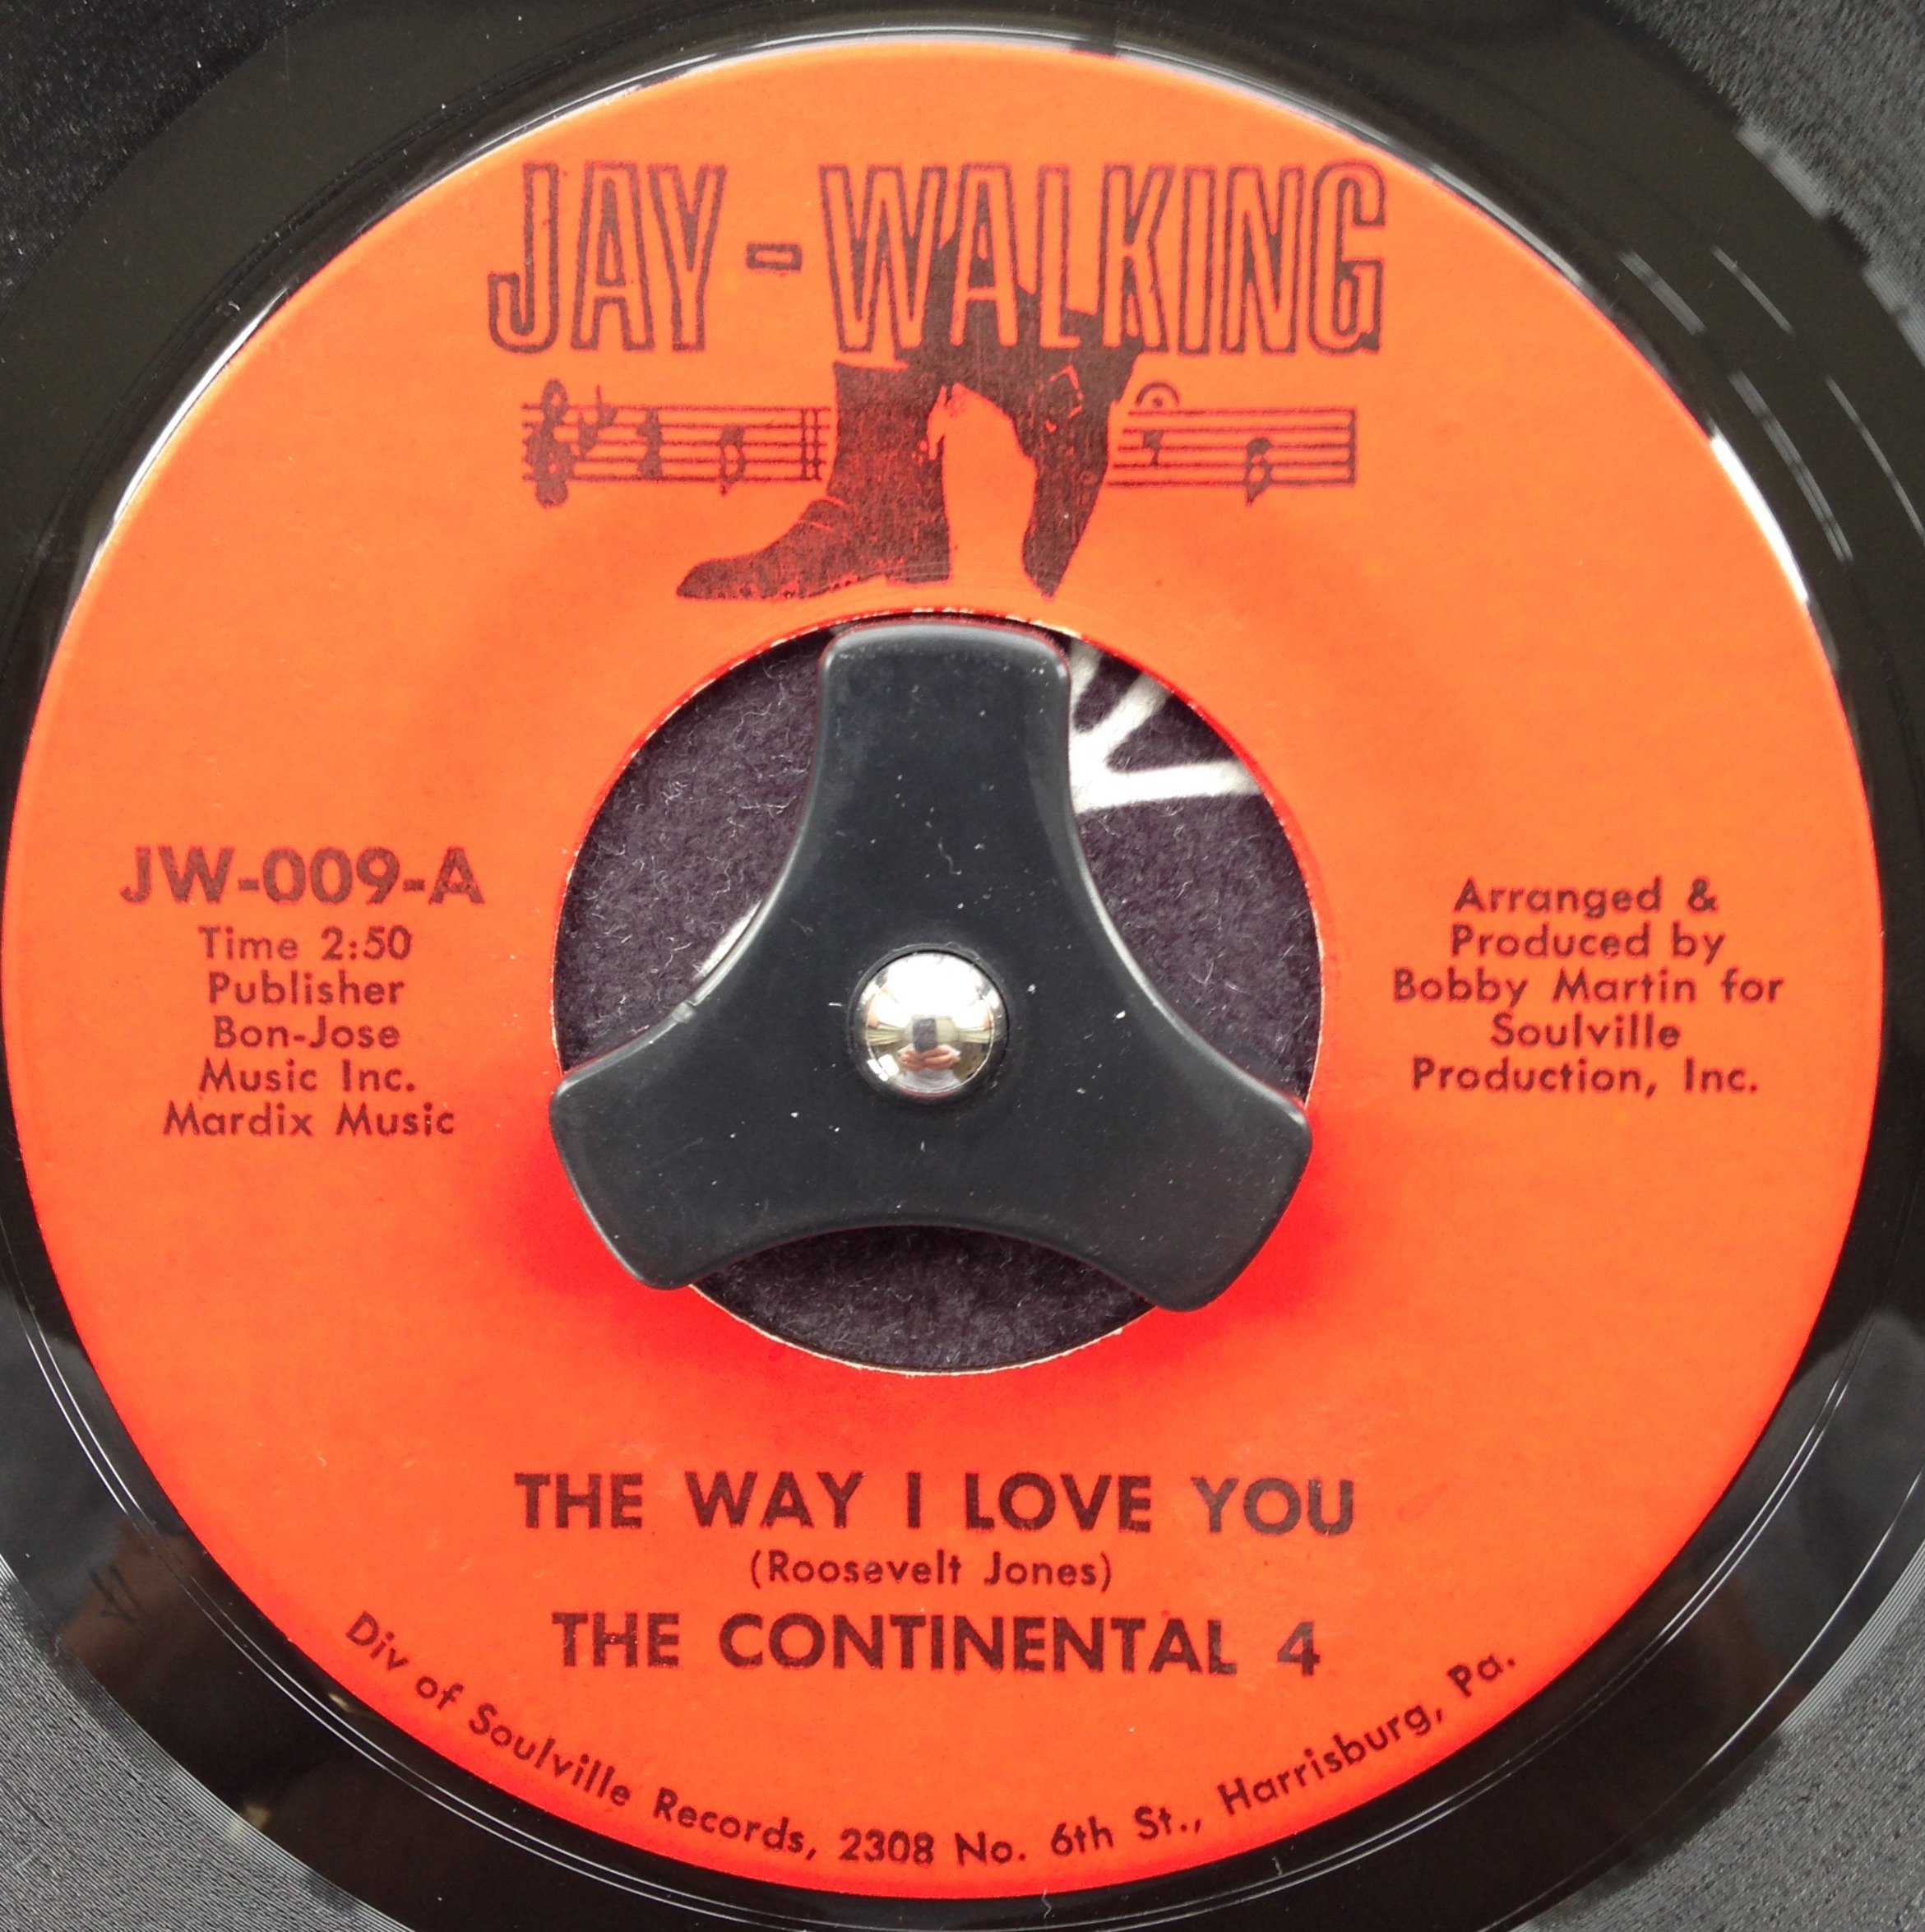 JAY-WALKING
JW-009-A
Time 2:50
Publisher
Bon-Jose
Music Inc.
Mardix Music
Arranged &
Produced by
Bobby Martin for
Soulville
Production, Inc.
THE WAY I LOVE YOU
(Roosevelt Jones)
THE CONTINENTAL 4
Div of Soulville Records, 2308 No. 6th St., Harrisburg, Pa.